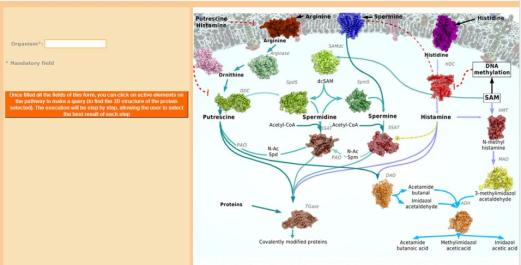 Organism*:
* Mandatory field
Once filled all the fields of this form, you can click on active elements on
the pathway to make a query (to find the 3D structure of the protein
selected). The execution will be step by step, allowing the user to select
the best result of each step
Putrescine
Histamine
Arginine
Spermine
Histidine
Arginine
Arginase
SAMdc
Histidine
HDC
DNA
methylation
Ornithine
dcSAM
SAM
ODC
SpdS
SpmS
Putrescine
Spermidine
Spermine
Histamine
HMT
Acetyl-CoA
Acetyl-CoA
SSAT
SSAT
N-methyl
histamine
PAO
N-Ac
Spd
PAO
N-Ac
Spm
MAO
DAO
3-methylimidazol
acetaldehyde
Acetamide
butanal
Imidazol
acetaldehyde
ADH
Proteins
TGase
Covalently modified proteins
Acetamide
butanoic acid
Methylimidazol
aceticacid
Imidazol
acetic acid